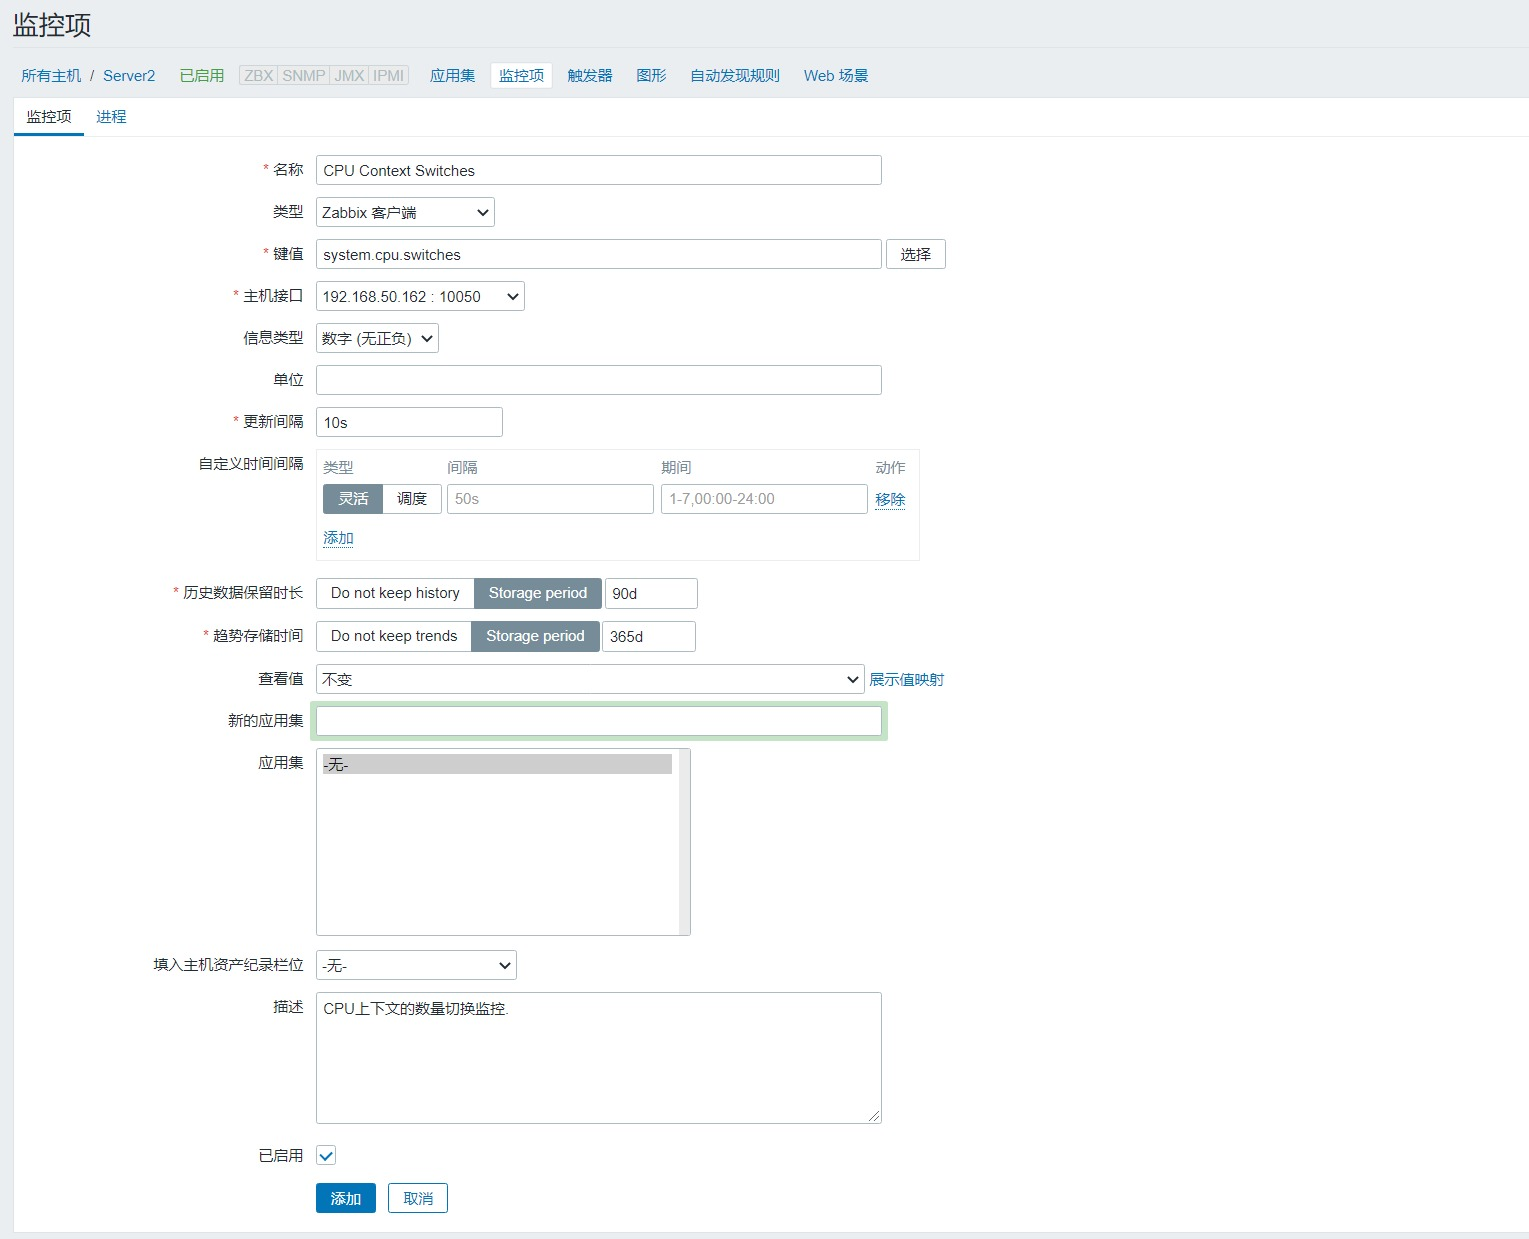 监控项
所有主机 / Server2 已启用 ZBX SNMP JMX IPMI 应用集 监控项 触发器 图形 自动发现规则 Web 场景
监控项 进程
* 名称 CPU Context Switches
类型 Zabbix 客户端
* 键值 system.cpu.switches 选择
* 主机接口 192.168.50.162 : 10050
信息类型 数字 (无正负)
单位
* 更新间隔 10s
自定义时间间隔 类型 间隔 期间 动作
灵活 调度 50s 1-7,00:00-24:00 移除
添加
* 历史数据保留时长 Do not keep history Storage period 90d
* 趋势存储时间 Do not keep trends Storage period 365d
查看值 不变 展示值映射
新的应用集
应用集 -无-
填入主机资产纪录栏位 -无-
描述 CPU上下文的数量切换监控.
已启用
添加 取消